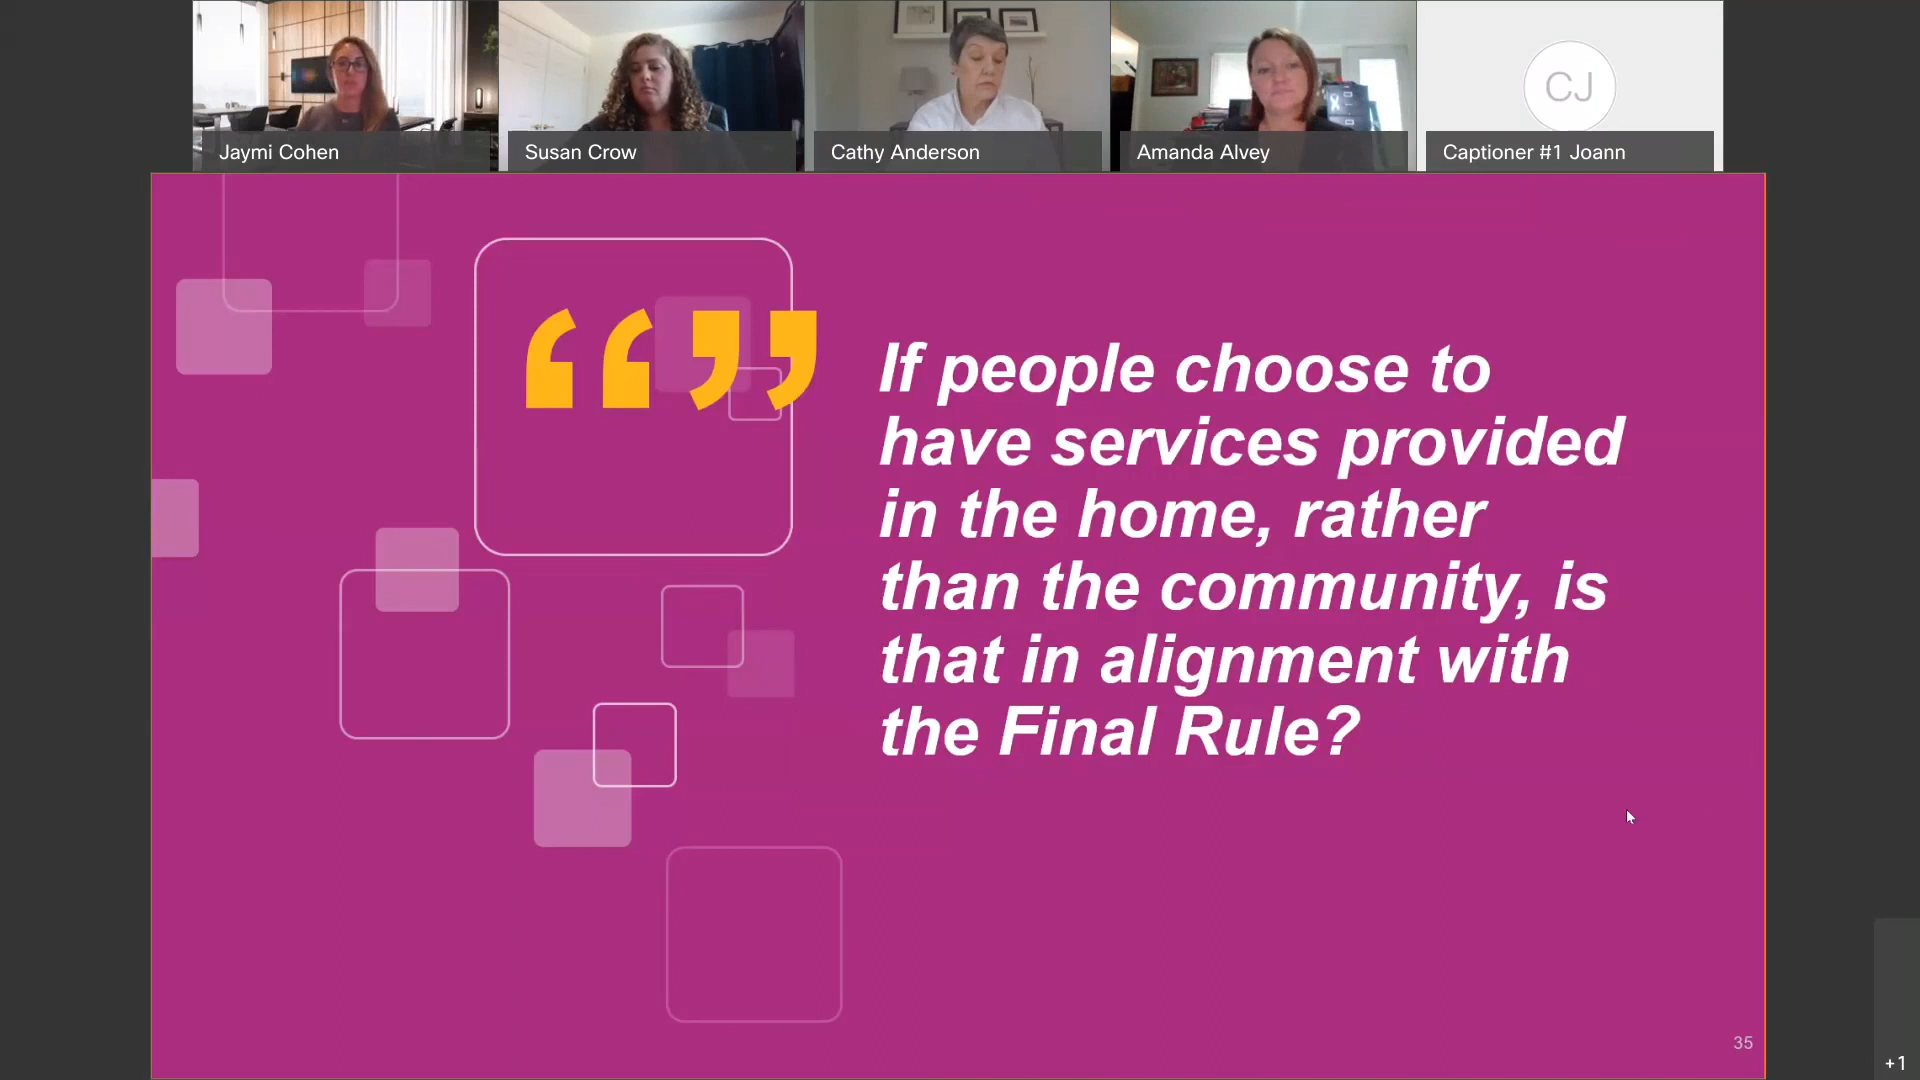 Jaymi Cohen
Susan Crow
Cathy Anderson
Amanda Alvey
CJ
Captioner #1 Joann
““ ””
If people choose to
have services provided
in the home, rather
than the community, is
that in alignment with
the Final Rule?
35
+1